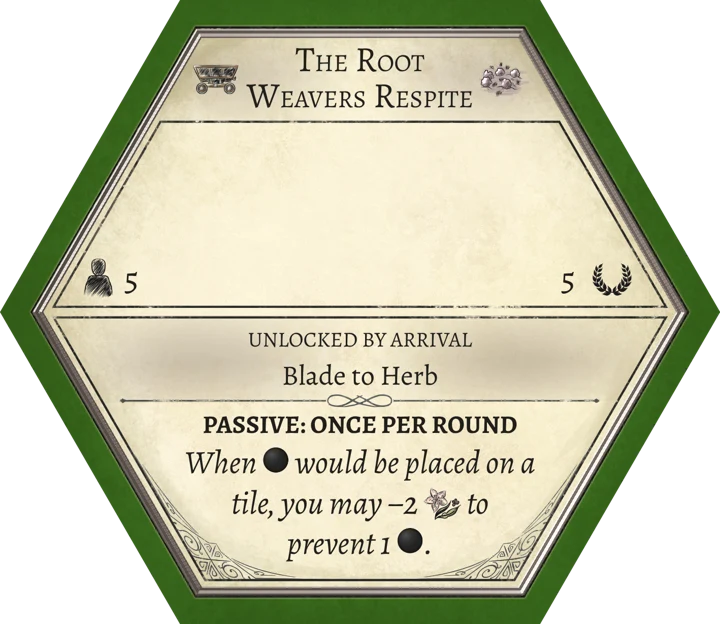 The Root
Weavers Respite
5
5
UNLOCKED BY ARRIVAL
Blade to Herb
PASSIVE: ONCE PER ROUND
When would be placed on a
tile, you may –2 to
prevent 1 .